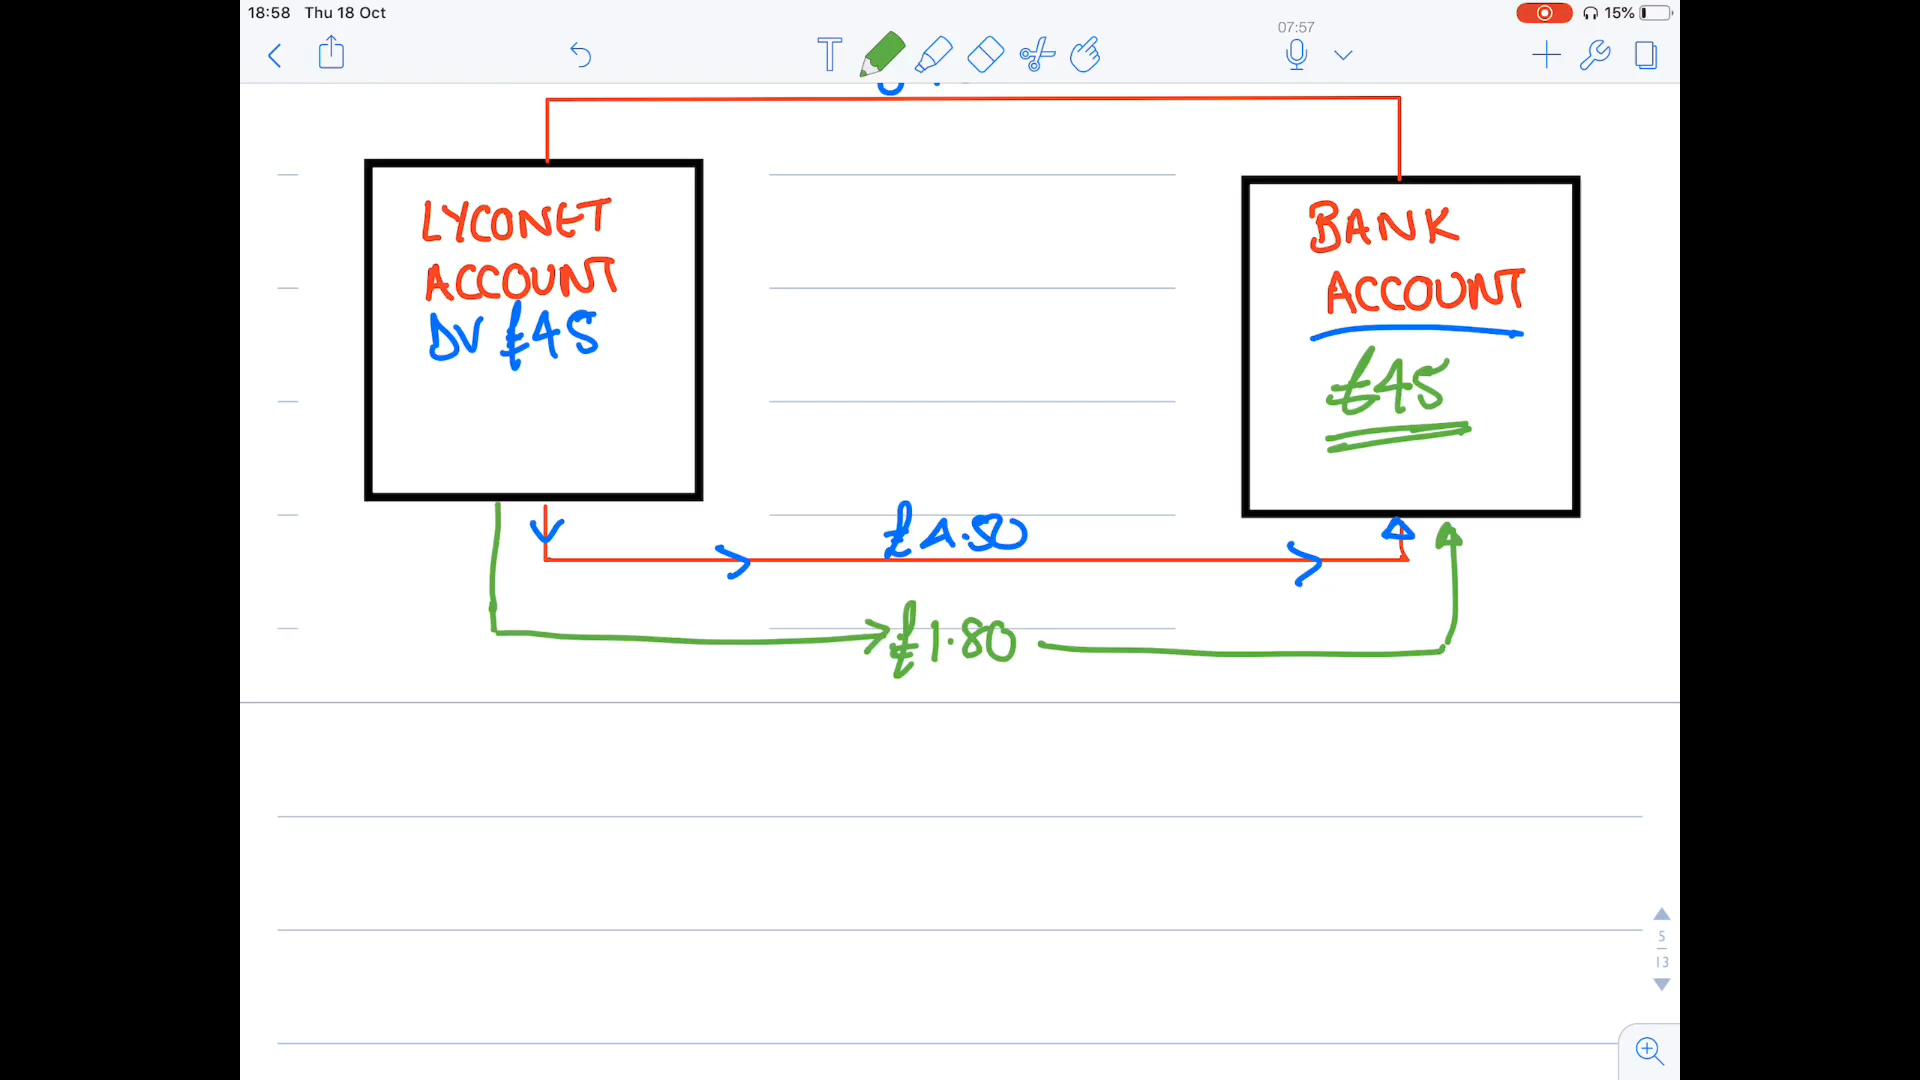 18:58 Thu 18 Oct
15%
07:57
T
LYCONET
ACCOUNT
DV £45
BANK
ACCOUNT
£45
£4.50
£1.80
5
13